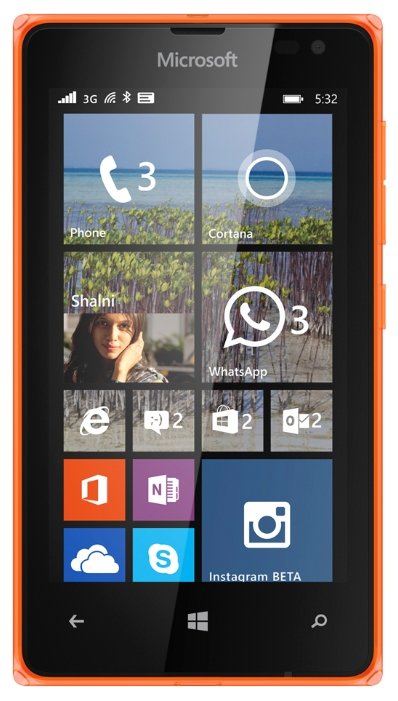 Microsoft
3G 5:32
3
Phone
Cortana
Shalni
3
WhatsApp
2
2
2
N
Instagram BETA